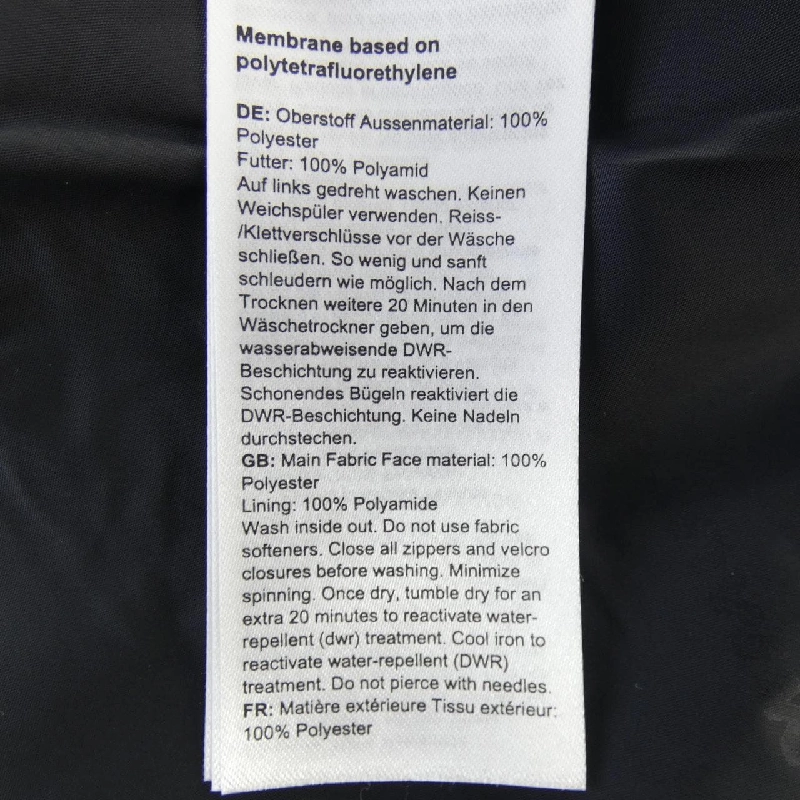 Membrane based on
polytetrafluorethylene
DE: Oberstoff Aussenmaterial: 100%
Polyester
Futter: 100% Polyamid
Auf links gedreht waschen. Keinen
Weichspüler verwenden. Reiss-
/Klettverschlüsse vor der Wäsche
schließen. So wenig und sanft
schleudern wie möglich. Nach dem
Trocknen weitere 20 Minuten in den
Wäschetrockner geben, um die
wasserabweisende DWR-
Beschichtung zu reaktivieren.
Schonendes Bügeln reaktiviert die
DWR-Beschichtung. Keine Nadeln
durchstechen.
GB: Main Fabric Face material: 100%
Polyester
Lining: 100% Polyamide
Wash inside out. Do not use fabric
softeners. Close all zippers and velcro
closures before washing. Minimize
spinning. Once dry, tumble dry for an
extra 20 minutes to reactivate water-
repellent (dwr) treatment. Cool iron to
reactivate water-repellent (DWR)
treatment. Do not pierce with needles.
FR: Matière extérieure Tissu extérieur:
100% Polyester